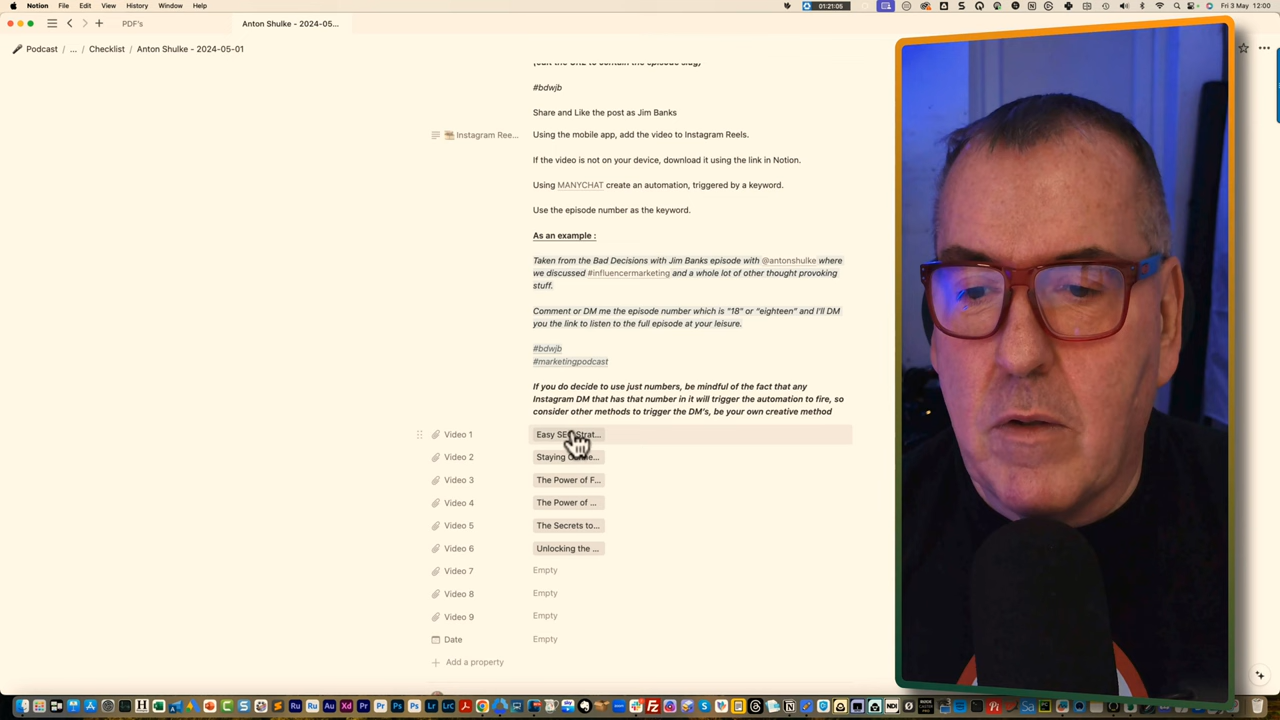 Notion File Edit View History Window Help
01:21:05
Fri 3 May 12:00
PDF's
Anton Shulke - 2024-05...
Podcast / ... / Checklist / Anton Shulke - 2024-05-01
#bdwjb
Share and Like the post as Jim Banks
Instagram Ree...
Using the mobile app, add the video to Instagram Reels.
If the video is not on your device, download it using the link in Notion.
Using MANYCHAT create an automation, triggered by a keyword.
Use the episode number as the keyword.
As an example :
Taken from the Bad Decisions with Jim Banks episode with @antonshulke where
we discussed #influencermarketing and a whole lot of other thought provoking
stuff.
Comment or DM me the episode number which is "18" or "eighteen" and I'll DM
you the link to listen to the full episode at your leisure.
#bdwjb
#marketingpodcast
If you do decide to use just numbers, be mindful of the fact that any
Instagram DM that has that number in it will trigger the automation to fire, so
consider other methods to trigger the DM's, be your own creative method
Video 1
Easy SEO Strat...
Video 2
Staying
Video 3
The Power of F...
Video 4
The Power of ...
Video 5
The Secrets to...
Video 6
Unlocking the ...
Video 7
Empty
Video 8
Empty
Video 9
Empty
Date
Empty
Add a property